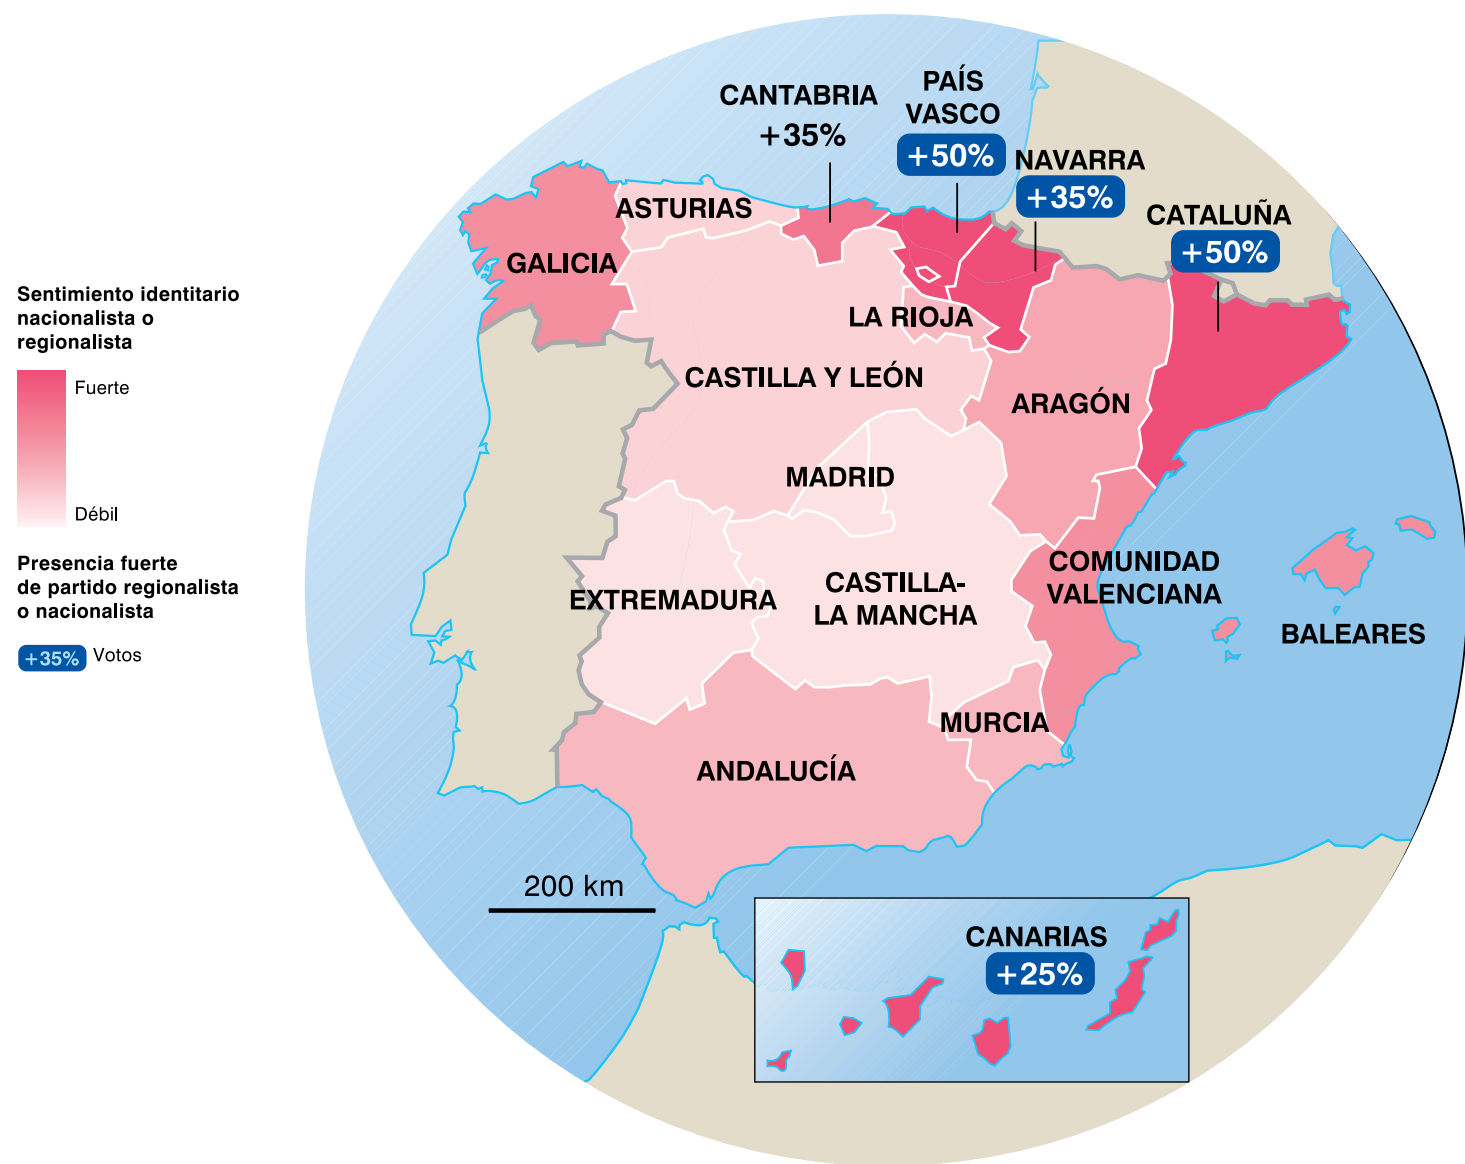 Sentimiento identitario
nacionalista o
regionalista
Fuerte
Débil
Presencia fuerte
de partido regionalista
o nacionalista
+35% Votos
CANTABRIA
+35%
PAÍS
VASCO
+50%
NAVARRA
+35%
CATALUÑA
+50%
ASTURIAS
GALICIA
LA RIOJA
CASTILLA Y LEÓN
ARAGÓN
MADRID
COMUNIDAD
VALENCIANA
EXTREMADURA
CASTILLA-
LA MANCHA
BALEARES
MURCIA
ANDALUCÍA
200 km
CANARIAS
+25%